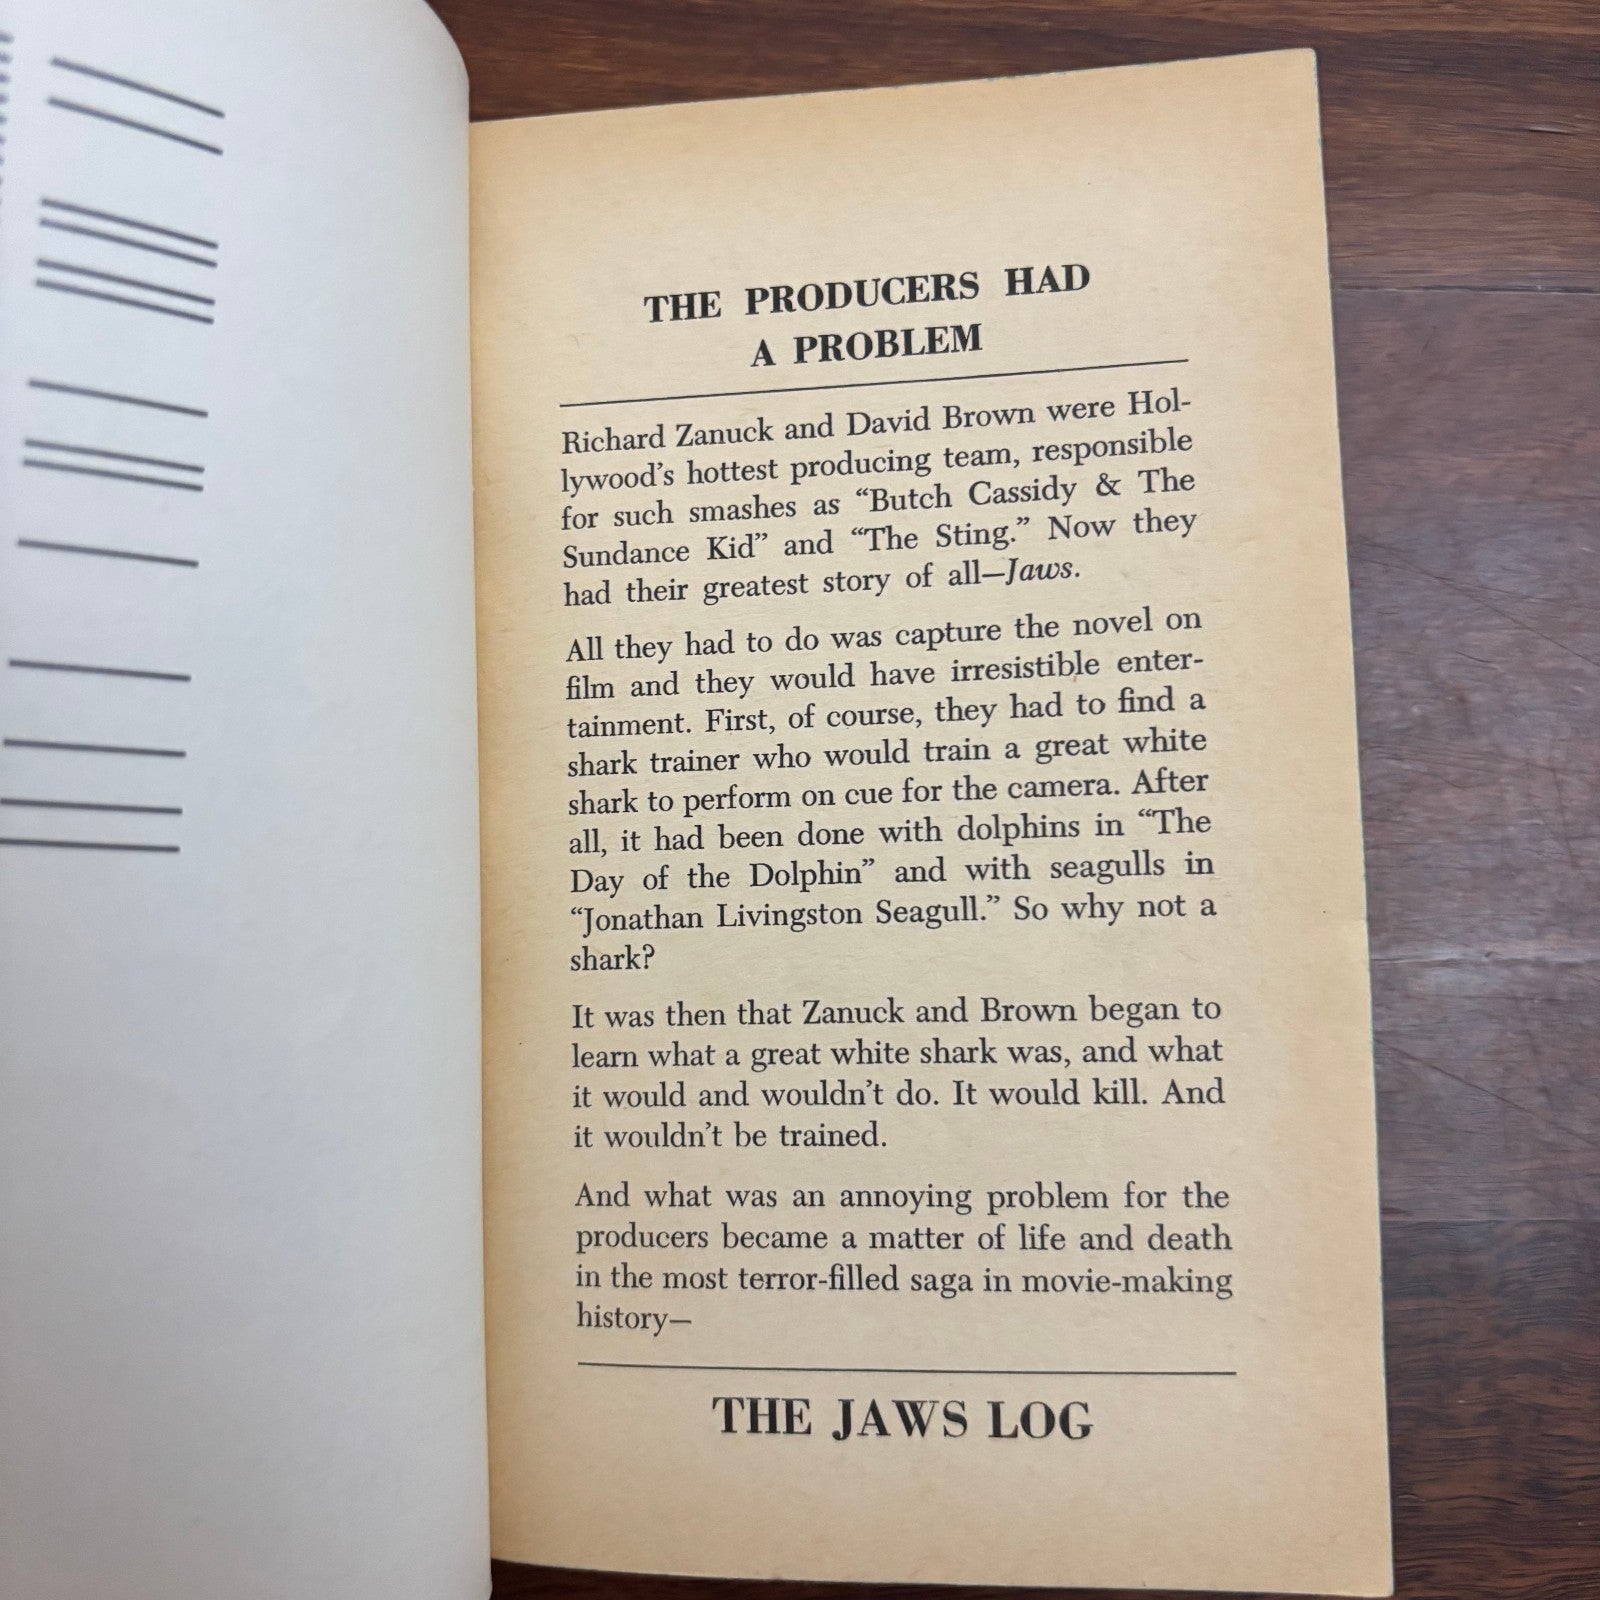 THE PRODUCERS HAD
A PROBLEM
Richard Zanuck and David Brown were Hol-
lywood's hottest producing team, responsible
for such smashes as “Butch Cassidy & The
Sundance Kid” and “The Sting.” Now they
had their greatest story of all—Jaws.
All they had to do was capture the novel on
film and they would have irresistible enter-
tainment. First, of course, they had to find a
shark trainer who would train a great white
shark to perform on cue for the camera. After
all, it had been done with dolphins in “The
Day of the Dolphin” and with seagulls in
“Jonathan Livingston Seagull.” So why not a
shark?
It was then that Zanuck and Brown began to
learn what a great white shark was, and what
it would and wouldn't do. It would kill. And
it wouldn't be trained.
And what was an annoying problem for the
producers became a matter of life and death
in the most terror-filled saga in movie-making
history—
THE JAWS LOG